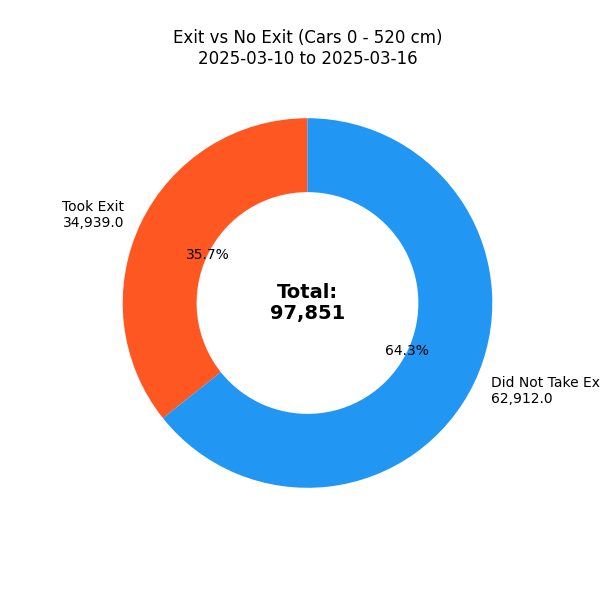 Exit vs No Exit (Cars 0 - 520 cm)
2025-03-10 to 2025-03-16
Took Exit
34,939.0
35.7%
Total:
97,851
64.3%
Did Not Take Ex
62,912.0